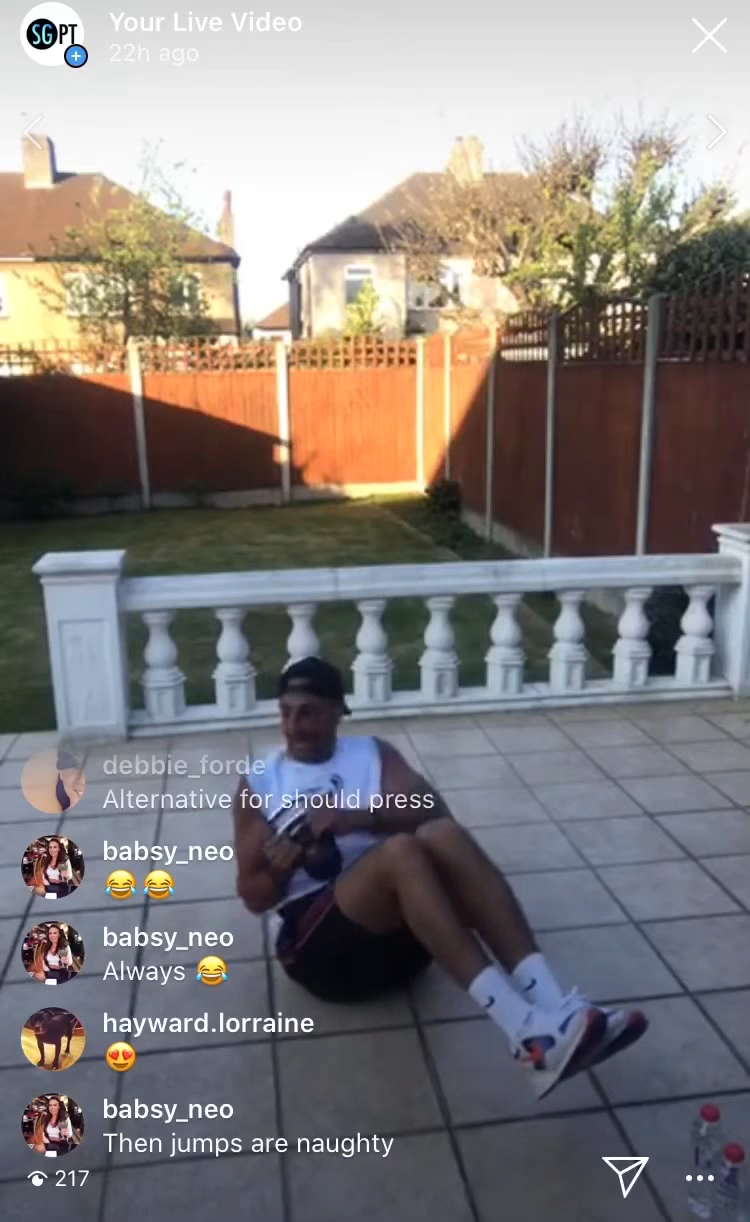 SGPT
Your Live Video
22h ago
debbie_forde
Alternative for should press
babsy_neo
😂😂
babsy_neo
Always 😂
hayward.lorraine
😍
babsy_neo
Then jumps are naughty
217